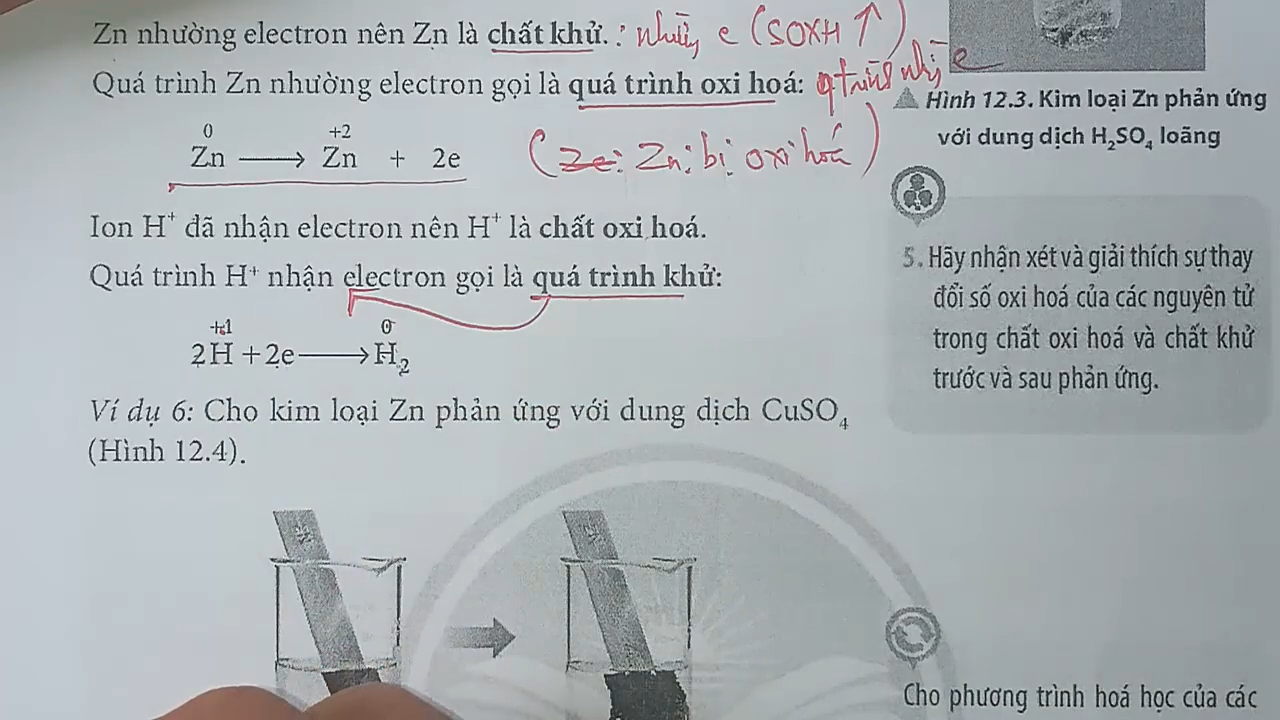 Zn nhường electron nên Zn là chất khử. : nhường e (SOXH ↑)
Quá trình Zn nhường electron gọi là quá trình oxi hoá: qtrình nhg e
0 +2
Zn → Zn + 2e (Zn: bị oxi hoá)
Ion H⁺ đã nhận electron nên H⁺ là chất oxi hoá.
Quá trình H⁺ nhận electron gọi là quá trình khử:
+1 0
2H + 2e → H₂
Ví dụ 6: Cho kim loại Zn phản ứng với dung dịch CuSO₄
(Hình 12.4).
Hình 12.3. Kim loại Zn phản ứng
với dung dịch H₂SO₄ loãng
5. Hãy nhận xét và giải thích sự thay
đổi số oxi hoá của các nguyên tử
trong chất oxi hoá và chất khử
trước và sau phản ứng.
Cho phương trình hoá học của các